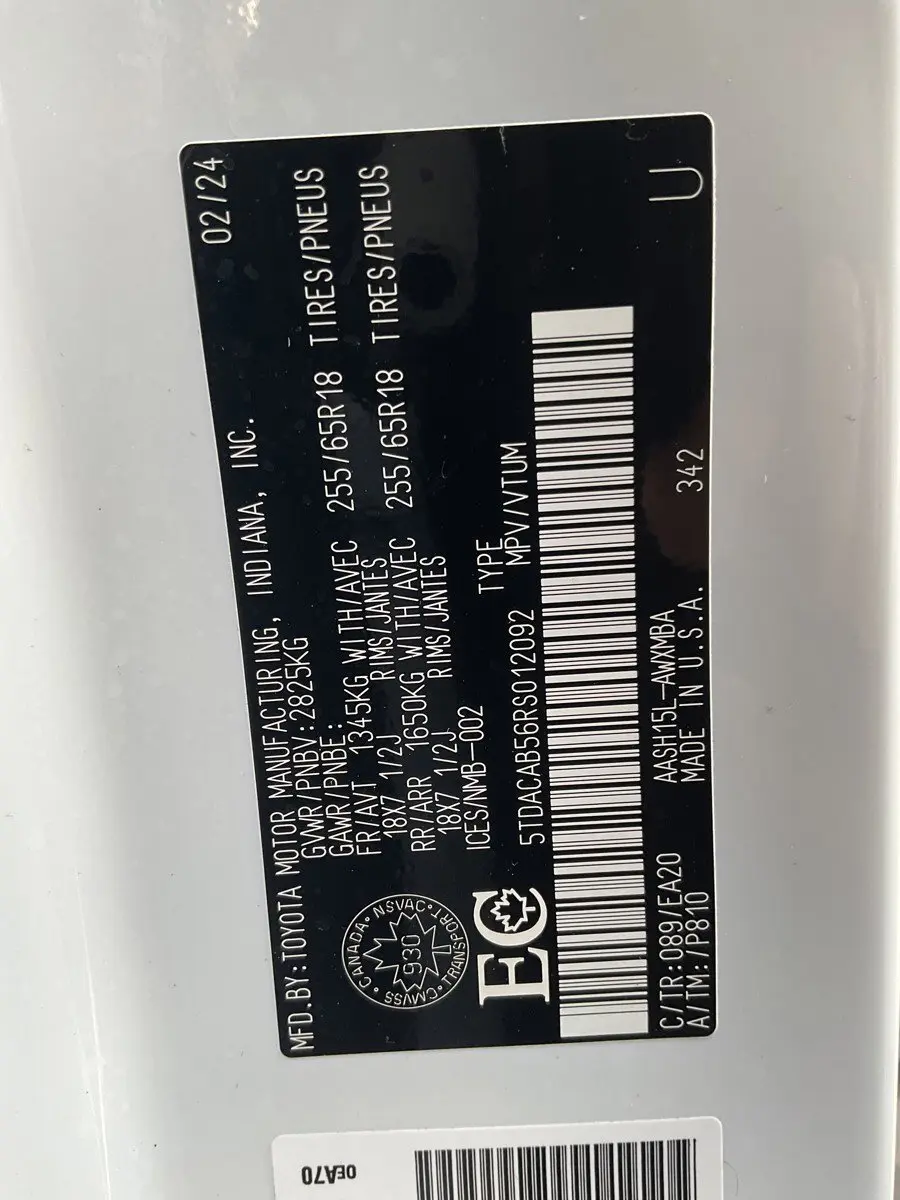 MFD.BY:TOYOTA MOTOR MANUFACTURING, INDIANA, INC. 02/24
GVWR/PNBV:2825KG
GAWR/PNBE:
FR/AVT 1345KG WITH/AVEC 255/65R18 TIRES/PNEUS
18X7 1/2J RIMS/JANTES
RR/ARR 1650KG WITH/AVEC 255/65R18 TIRES/PNEUS
18X7 1/2J RIMS/JANTES
ICES/NMB-002
CANADA • NSVAC • TRANSPORT • CMVSS
930
EC
TYPE
5TDACAB56RS012092 MPV/VTUM
C/TR:089/EA20 AASH15L-AWXMBA
A/TM:/P810 MADE IN U.S.A. 342 U
0EA70